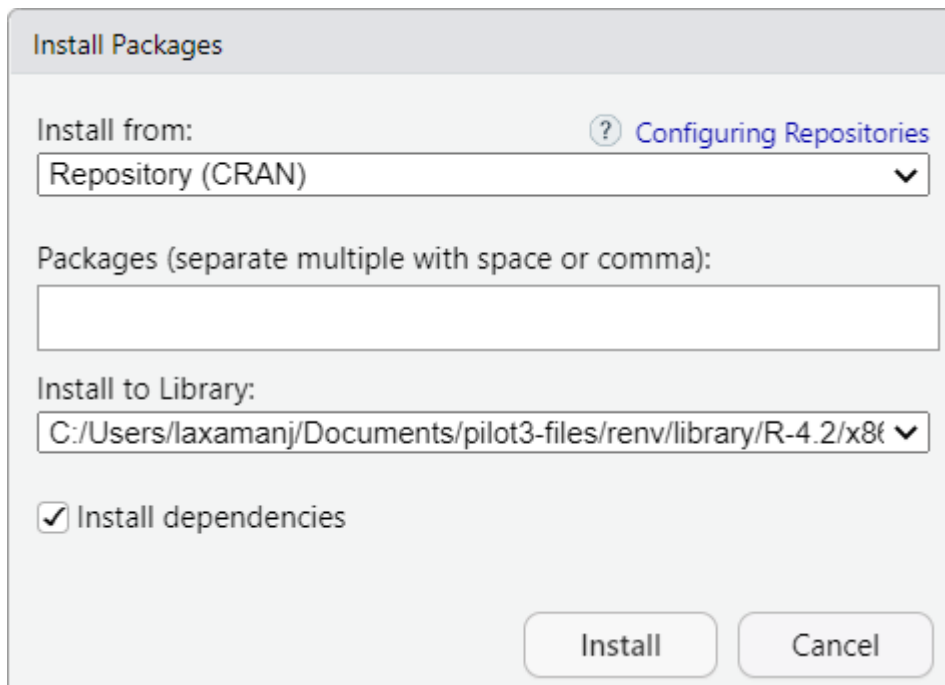 Install Packages
Install from:
? Configuring Repositories
Repository (CRAN)
Packages (separate multiple with space or comma):
Install to Library:
C:/Users/laxamanj/Documents/pilot3-files/renv/library/R-4.2/x86
Install dependencies
Install
Cancel